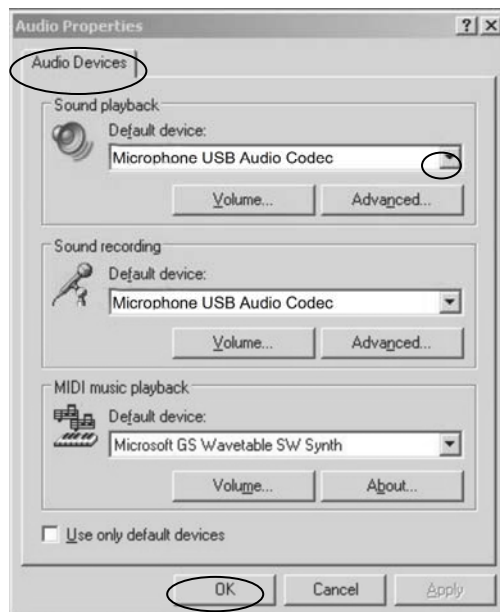 Audio Properties
Audio Devices
Sound playback
Default device:
Microphone USB Audio Codec
Volume... Advanced...
Sound recording
Default device:
Microphone USB Audio Codec
Volume... Advanced...
MIDI music playback
Default device:
Microsoft GS Wavetable SW Synth
Volume... About...
Use only default devices
OK Cancel Apply